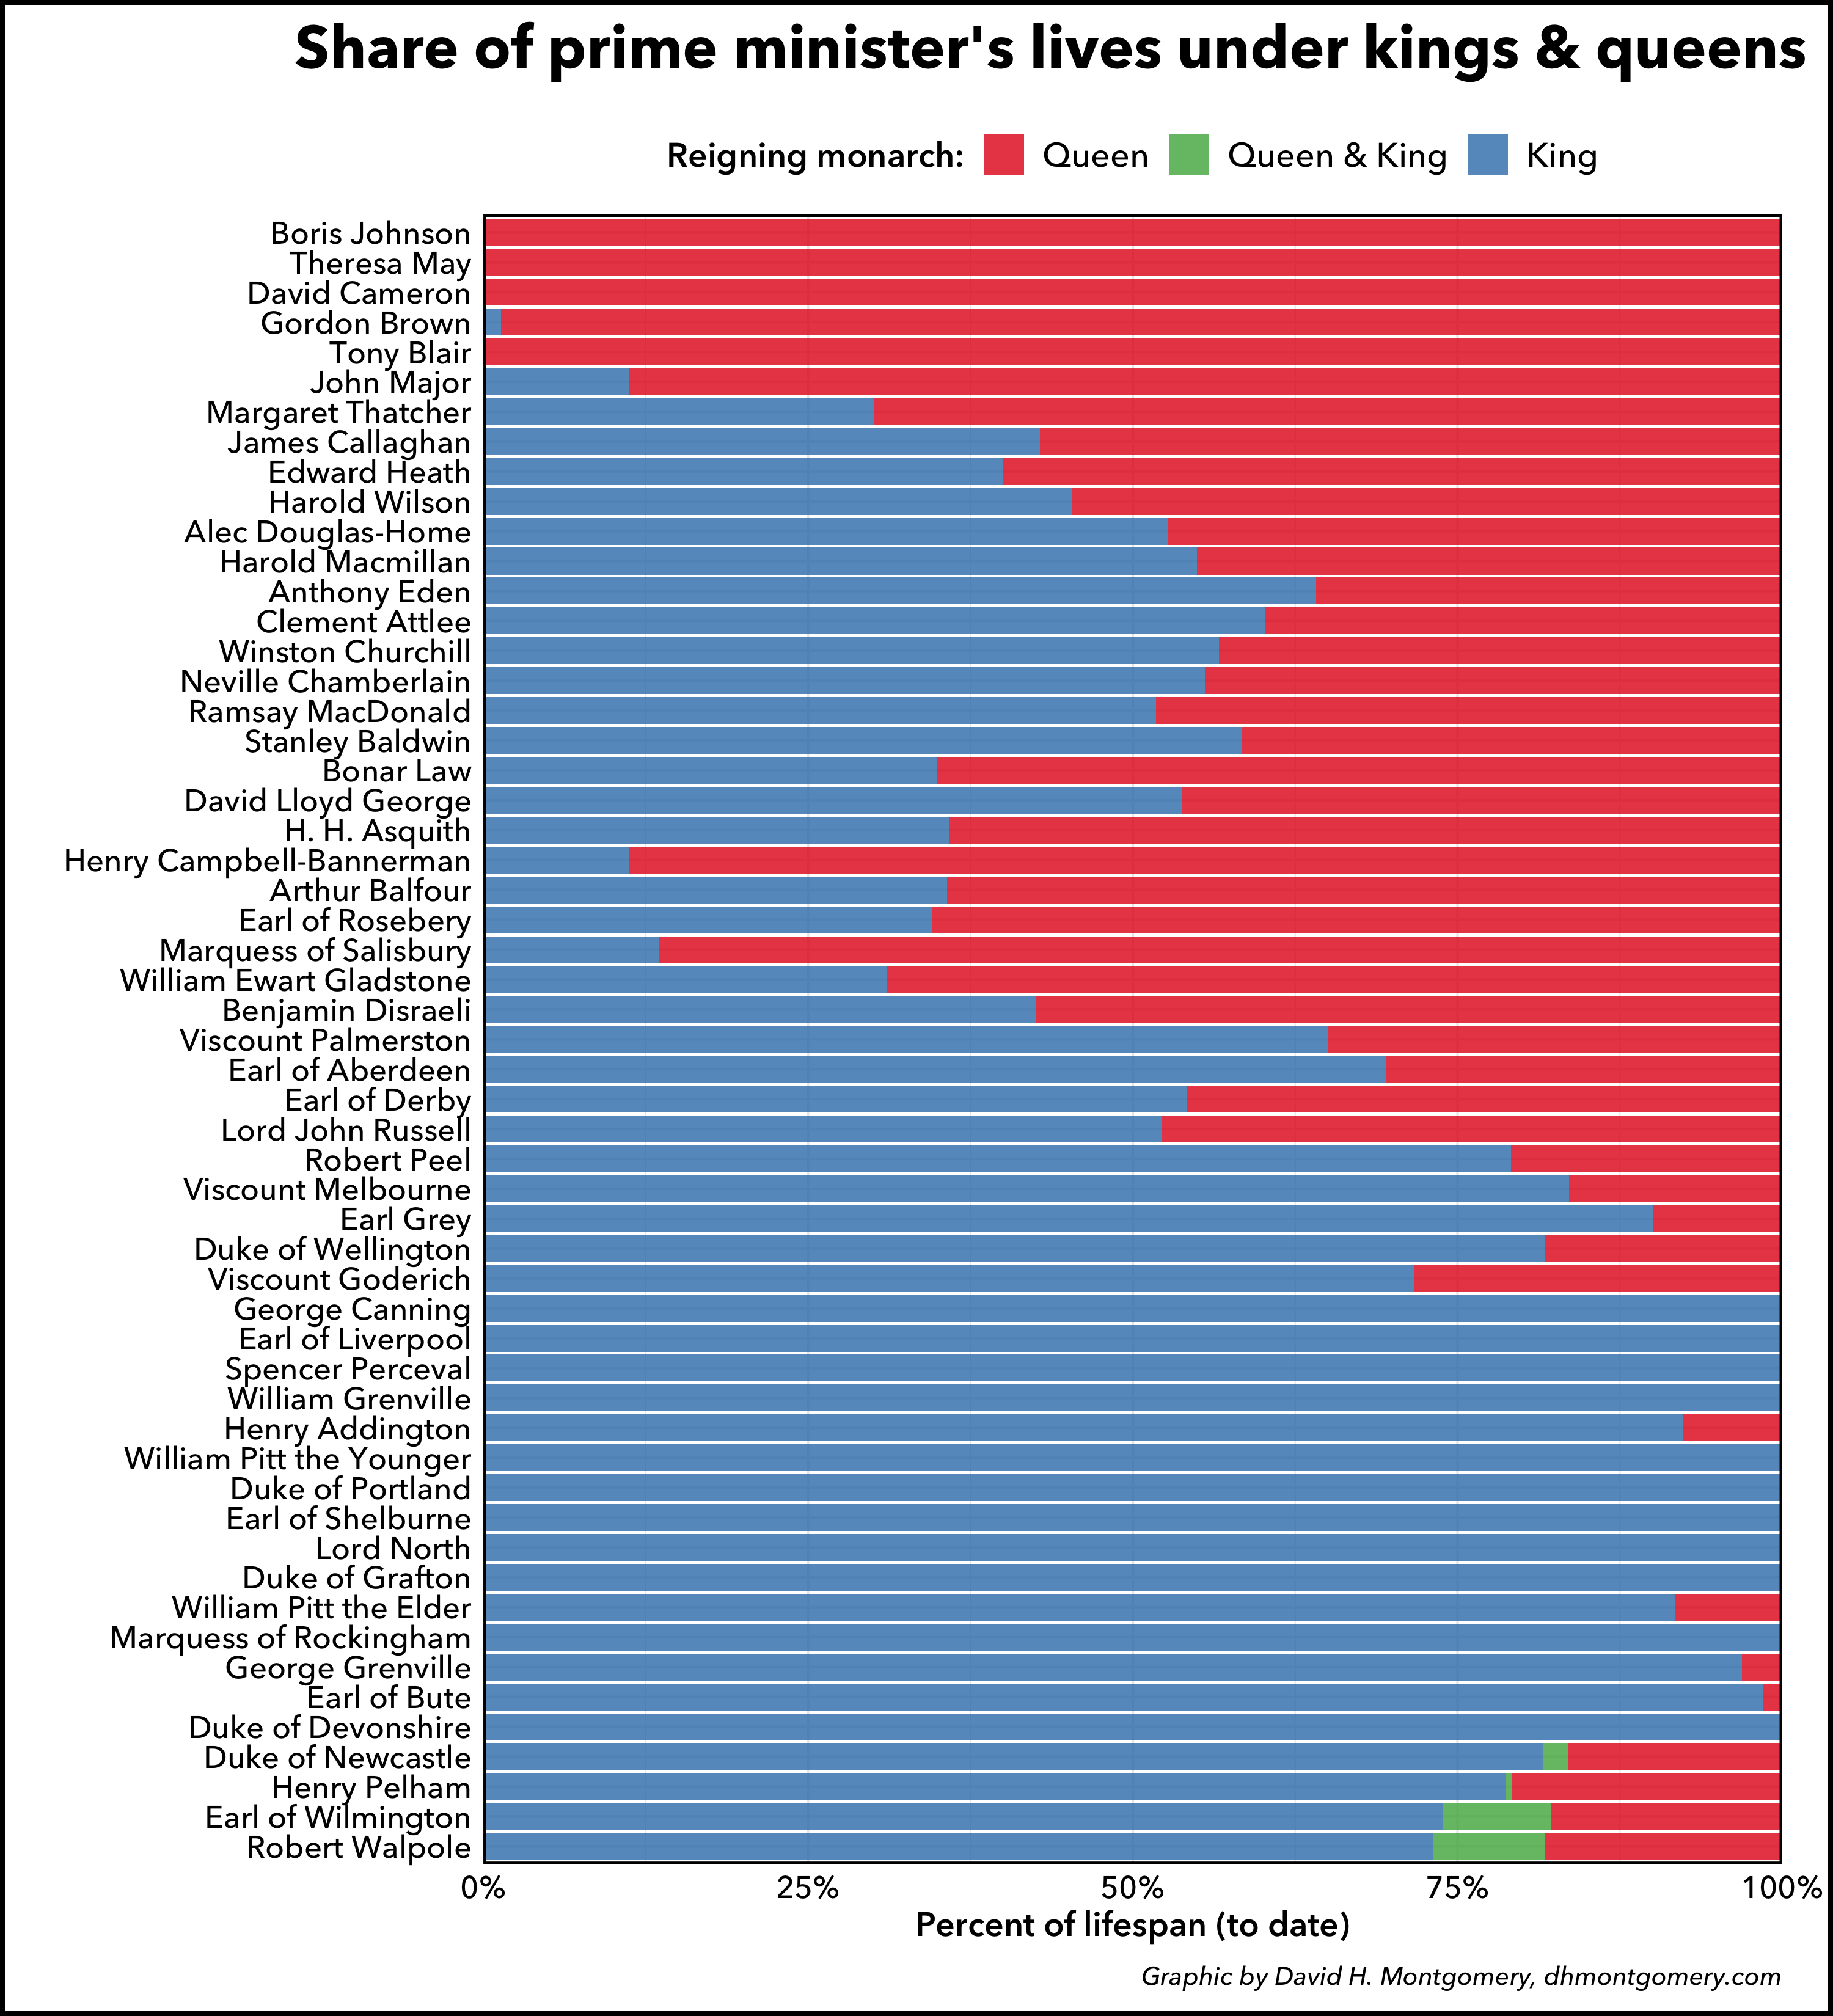 Share of prime minister's lives under kings & queens
Reigning monarch: Queen Queen & King King
Boris Johnson
Theresa May
David Cameron
Gordon Brown
Tony Blair
John Major
Margaret Thatcher
James Callaghan
Edward Heath
Harold Wilson
Alec Douglas-Home
Harold Macmillan
Anthony Eden
Clement Attlee
Winston Churchill
Neville Chamberlain
Ramsay MacDonald
Stanley Baldwin
Bonar Law
David Lloyd George
H. H. Asquith
Henry Campbell-Bannerman
Arthur Balfour
Earl of Rosebery
Marquess of Salisbury
William Ewart Gladstone
Benjamin Disraeli
Viscount Palmerston
Earl of Aberdeen
Earl of Derby
Lord John Russell
Robert Peel
Viscount Melbourne
Earl Grey
Duke of Wellington
Viscount Goderich
George Canning
Earl of Liverpool
Spencer Perceval
William Grenville
Henry Addington
William Pitt the Younger
Duke of Portland
Earl of Shelburne
Lord North
Duke of Grafton
William Pitt the Elder
Marquess of Rockingham
George Grenville
Earl of Bute
Duke of Devonshire
Duke of Newcastle
Henry Pelham
Earl of Wilmington
Robert Walpole
0% 25% 50% 75% 100%
Percent of lifespan (to date)
Graphic by David H. Montgomery, dhmontgomery.com